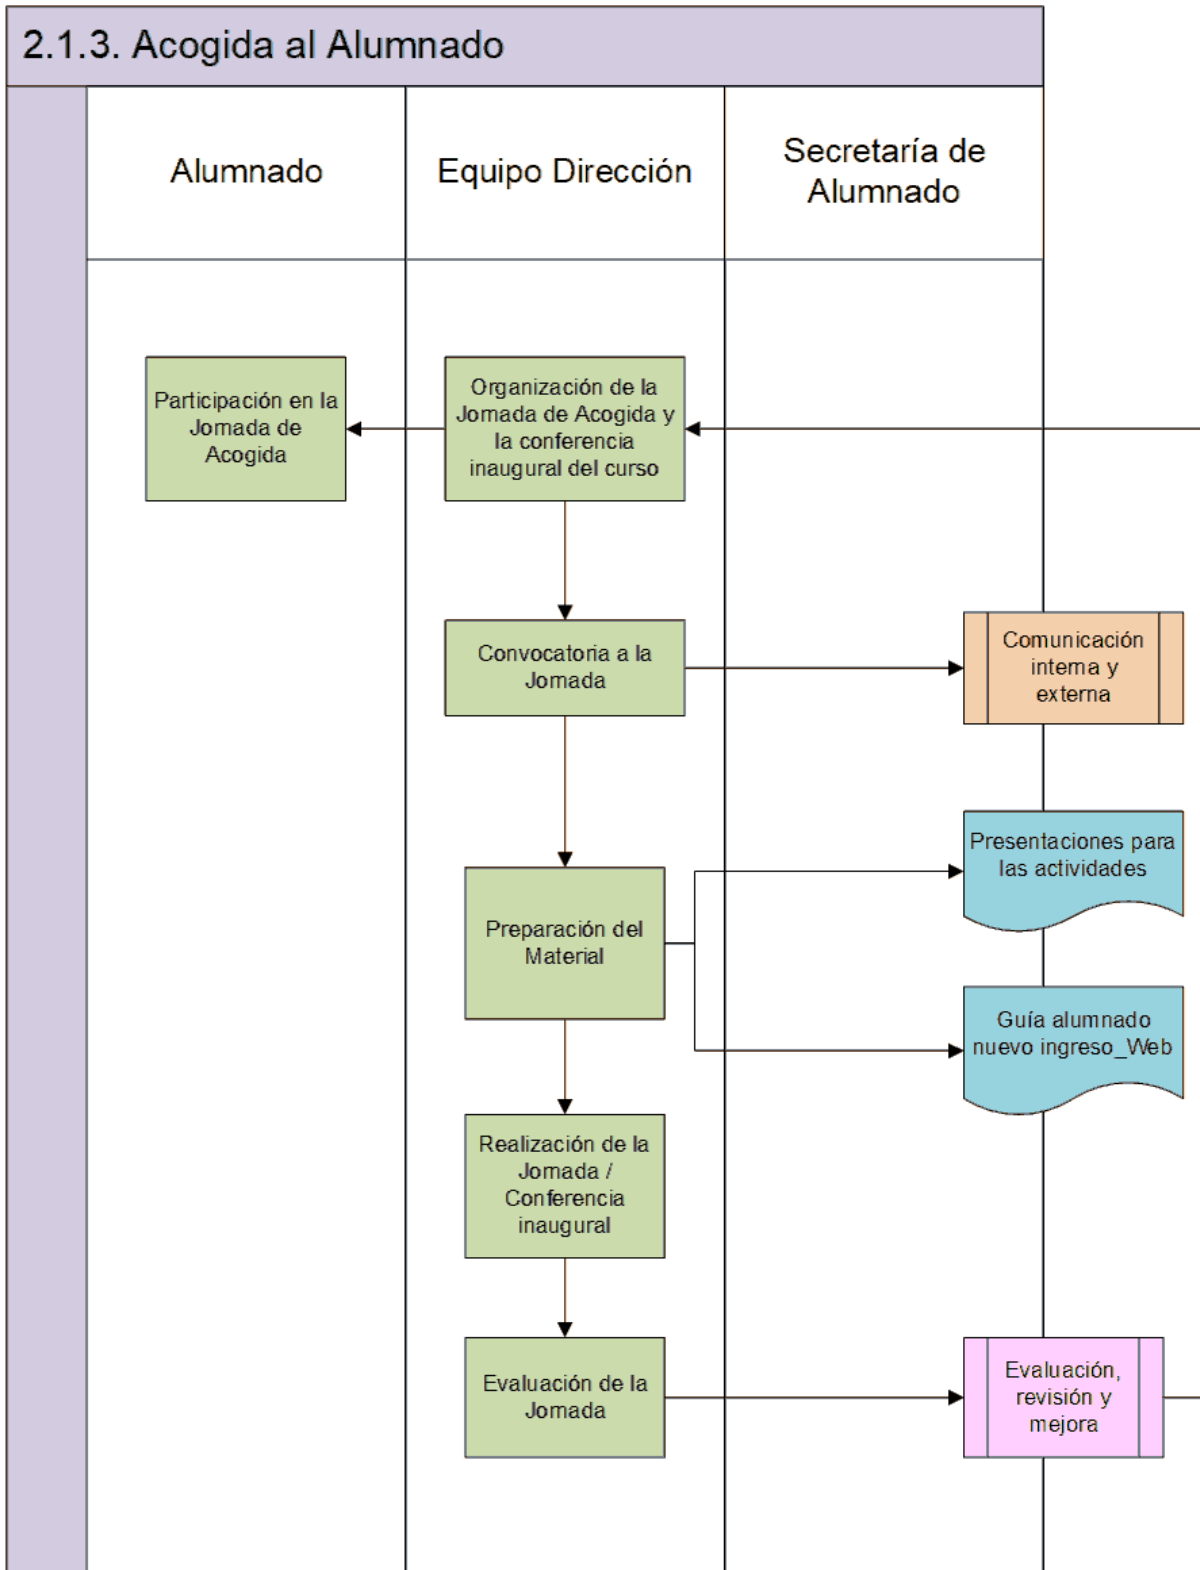 2.1.3. Acogida al Alumnado
Alumnado
Equipo Dirección
Secretaría de
Alumnado
Participación en la
Jornada de
Acogida
Organización de la
Jornada de Acogida y
la conferencia
inaugural del curso
Convocatoria a la
Jornada
Comunicación
interna y
externa
Presentaciones para
las actividades
Preparación del
Material
Guía alumnado
nuevo ingreso_Web
Realización de la
Jornada /
Conferencia
inaugural
Evaluación de la
Jornada
Evaluación,
revisión y
mejora